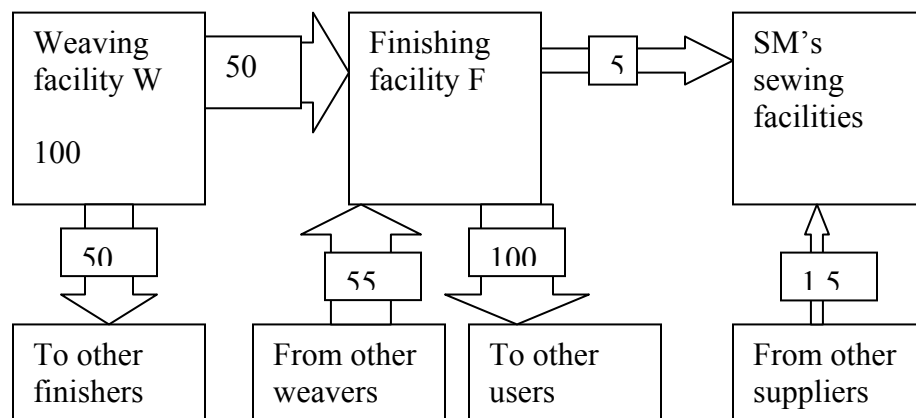 Weaving
facility W
100
50
Finishing
facility F
5
SM's
sewing
facilities
50
55
100
1.5
To other
finishers
From other
weavers
To other
users
From other
suppliers